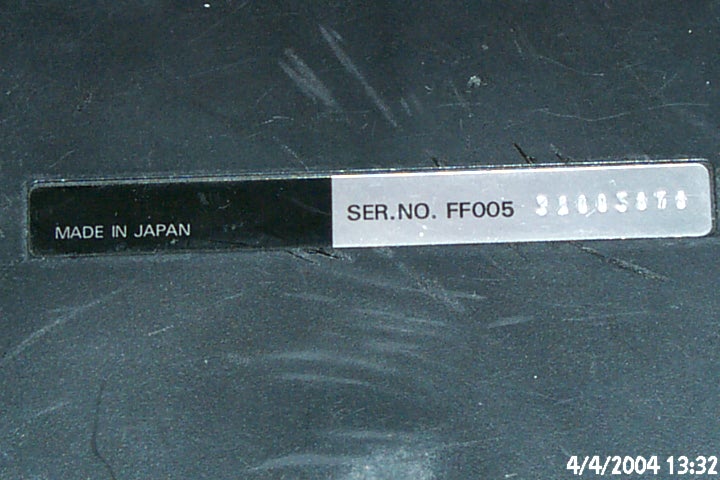 MADE IN JAPAN
SER.NO. FF005
4/4/2004 13:32